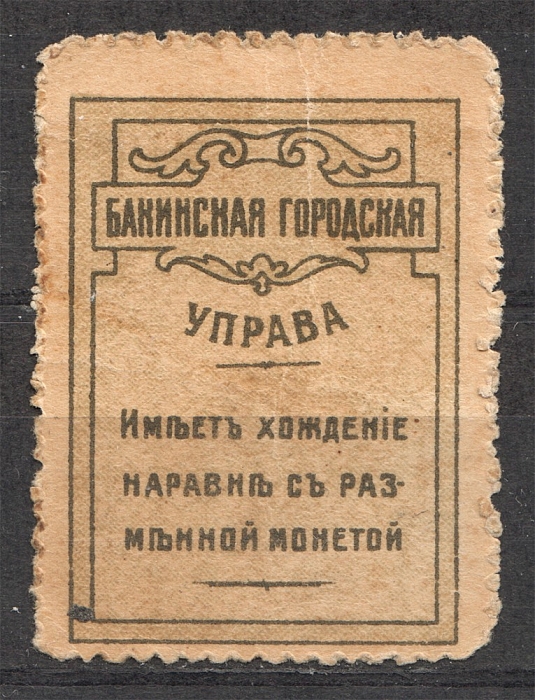 БАКИНСКАЯ ГОРОДСКАЯ
УПРАВА
ИМѢЕТЪ ХОЖДЕНІЕ
НАРАВНѢ СЪ РАЗ-
МѢННОЙ МОНЕТОЙ